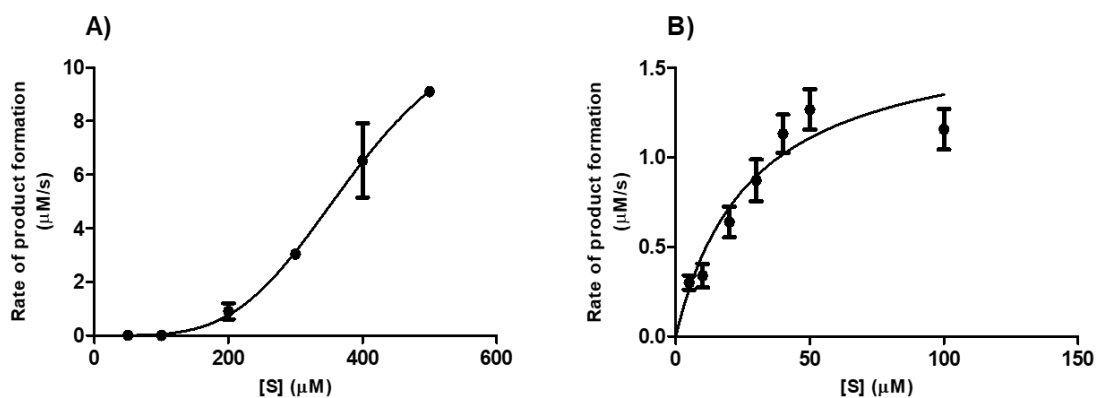 A)
Rate of product formation
(μM/s)
10
8
6
4
2
0
0
200
400
600
[S] (μM)
B)
Rate of product formation
(μM/s)
1.5
1.0
0.5
0.0
0
50
100
150
[S] (μM)